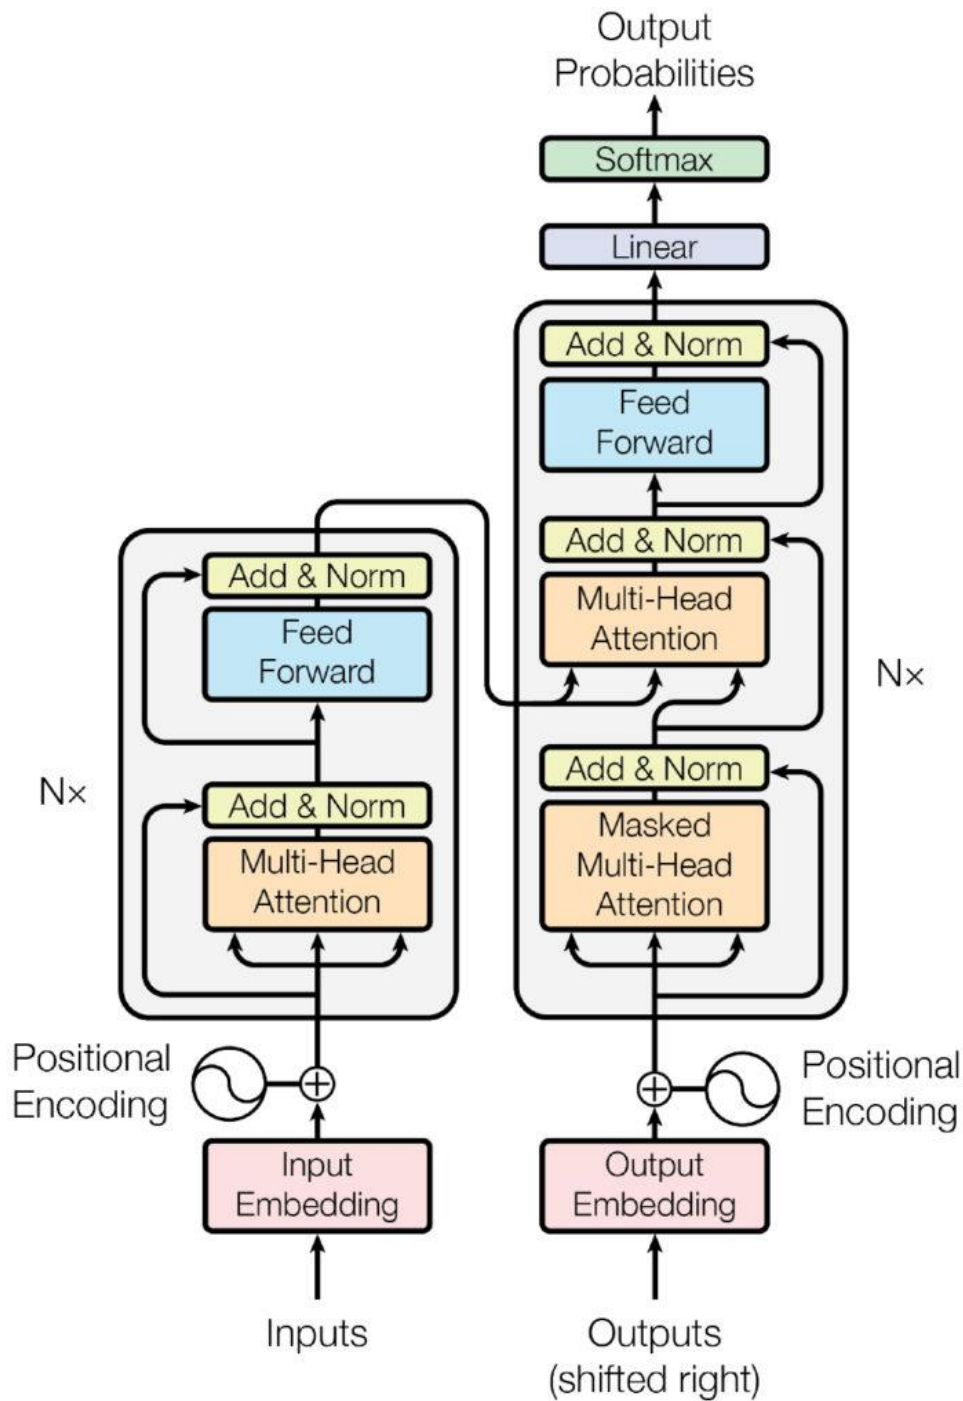 Output
Probabilities
Softmax
Linear
Add & Norm
Feed
Forward
Add & Norm
Multi-Head
Attention
Nx
Add & Norm
Masked
Multi-Head
Attention
Add & Norm
Feed
Forward
Nx
Add & Norm
Multi-Head
Attention
Positional
Encoding
Positional
Encoding
Input
Embedding
Output
Embedding
Inputs
Outputs
(shifted right)